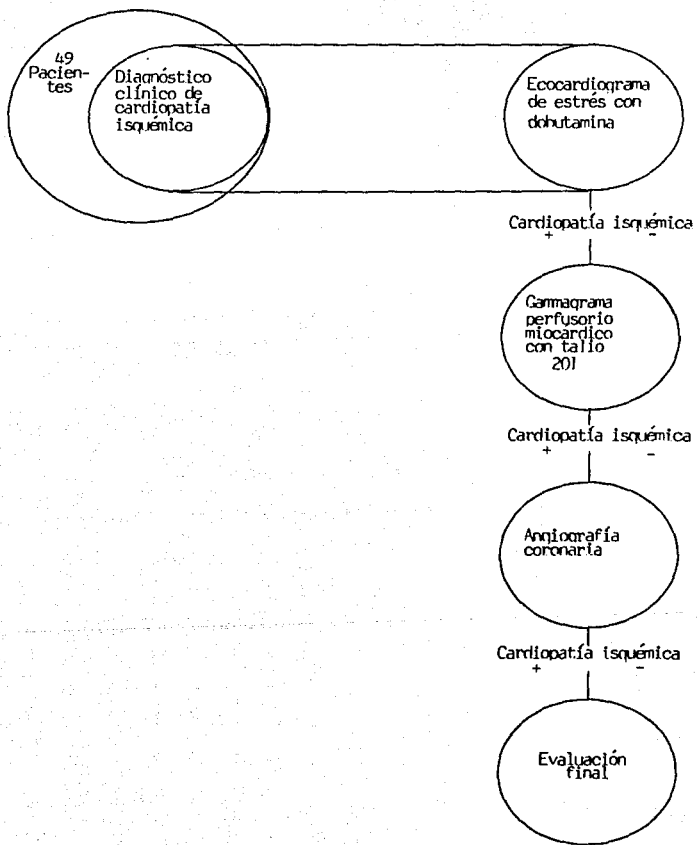 49
Pacien-
tes
Diagnóstico
clínico de
cardiopatía
isquémica
Ecocardiograma
de estrés con
dobutamina
Cardiopatía isquémica
+ -
Gammagrama
perfusorio
miocárdico
con talio
201
Cardiopatía isquémica
+ -
Angiografía
coronaria
Cardiopatía isquémica
+ -
Evaluación
final